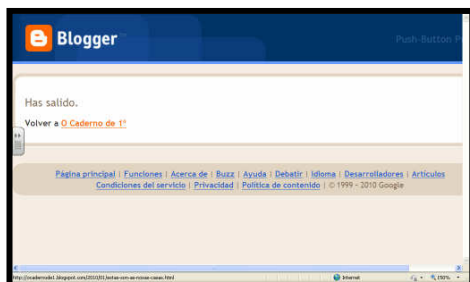 Blogger
Push-Button P
Has salido.
Volver a O Caderno de 1º
Página principal | Funciones | Acerca de | Buzz | Ayuda | Debatir | Idioma | Desarrolladores | Artículos
Condiciones del servicio | Privacidad | Política de contenido | © 1999 - 2010 Google
Internet
150%